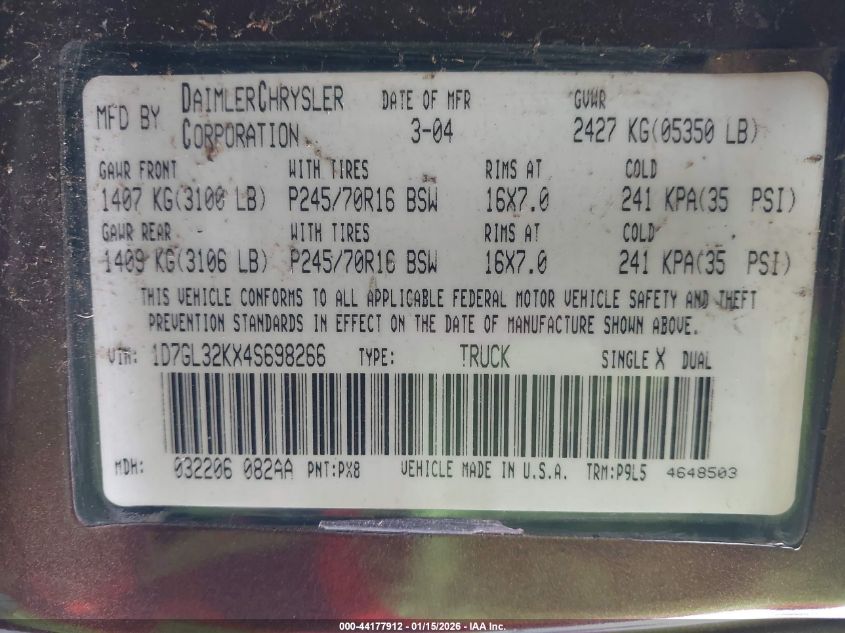 MFD BY DAIMLERCHRYSLER CORPORATION DATE OF MFR 3-04 GVWR 2427 KG(05350 LB)
GAWR FRONT WITH TIRES RIMS AT COLD
1407 KG(3100 LB) P245/70R16 BSW 16X7.0 241 KPA(35 PSI)
GAWR REAR WITH TIRES RIMS AT COLD
1409 KG(3106 LB) P245/70R16 BSW 16X7.0 241 KPA(35 PSI)
THIS VEHICLE CONFORMS TO ALL APPLICABLE FEDERAL MOTOR VEHICLE SAFETY AND THEFT
PREVENTION STANDARDS IN EFFECT ON THE DATE OF MANUFACTURE SHOWN ABOVE.
VIN: 1D7GL32KX4S698266 TYPE: TRUCK SINGLE X DUAL
MDH: 032206 082AA PNT:PX8 VEHICLE MADE IN U.S.A. TRM:P9L5 4648503
000-44177912 - 01/15/2026 - IAA Inc.